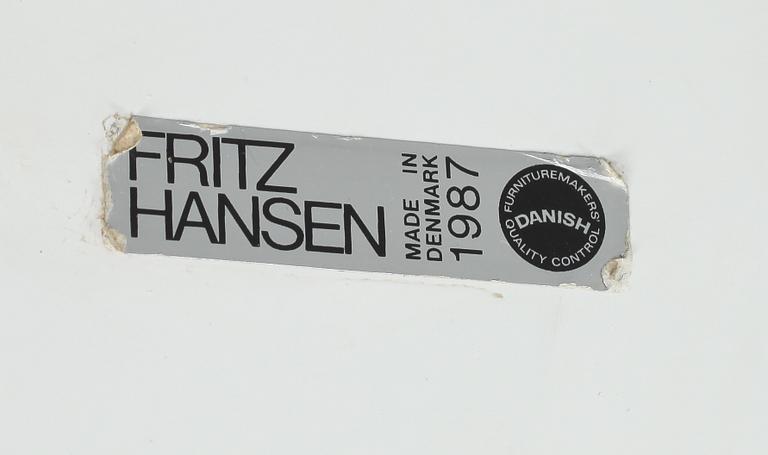 FRITZ
HANSEN
MADE IN
DENMARK
1987
FURNITUREMAKERS'
DANISH
QUALITY CONTROL